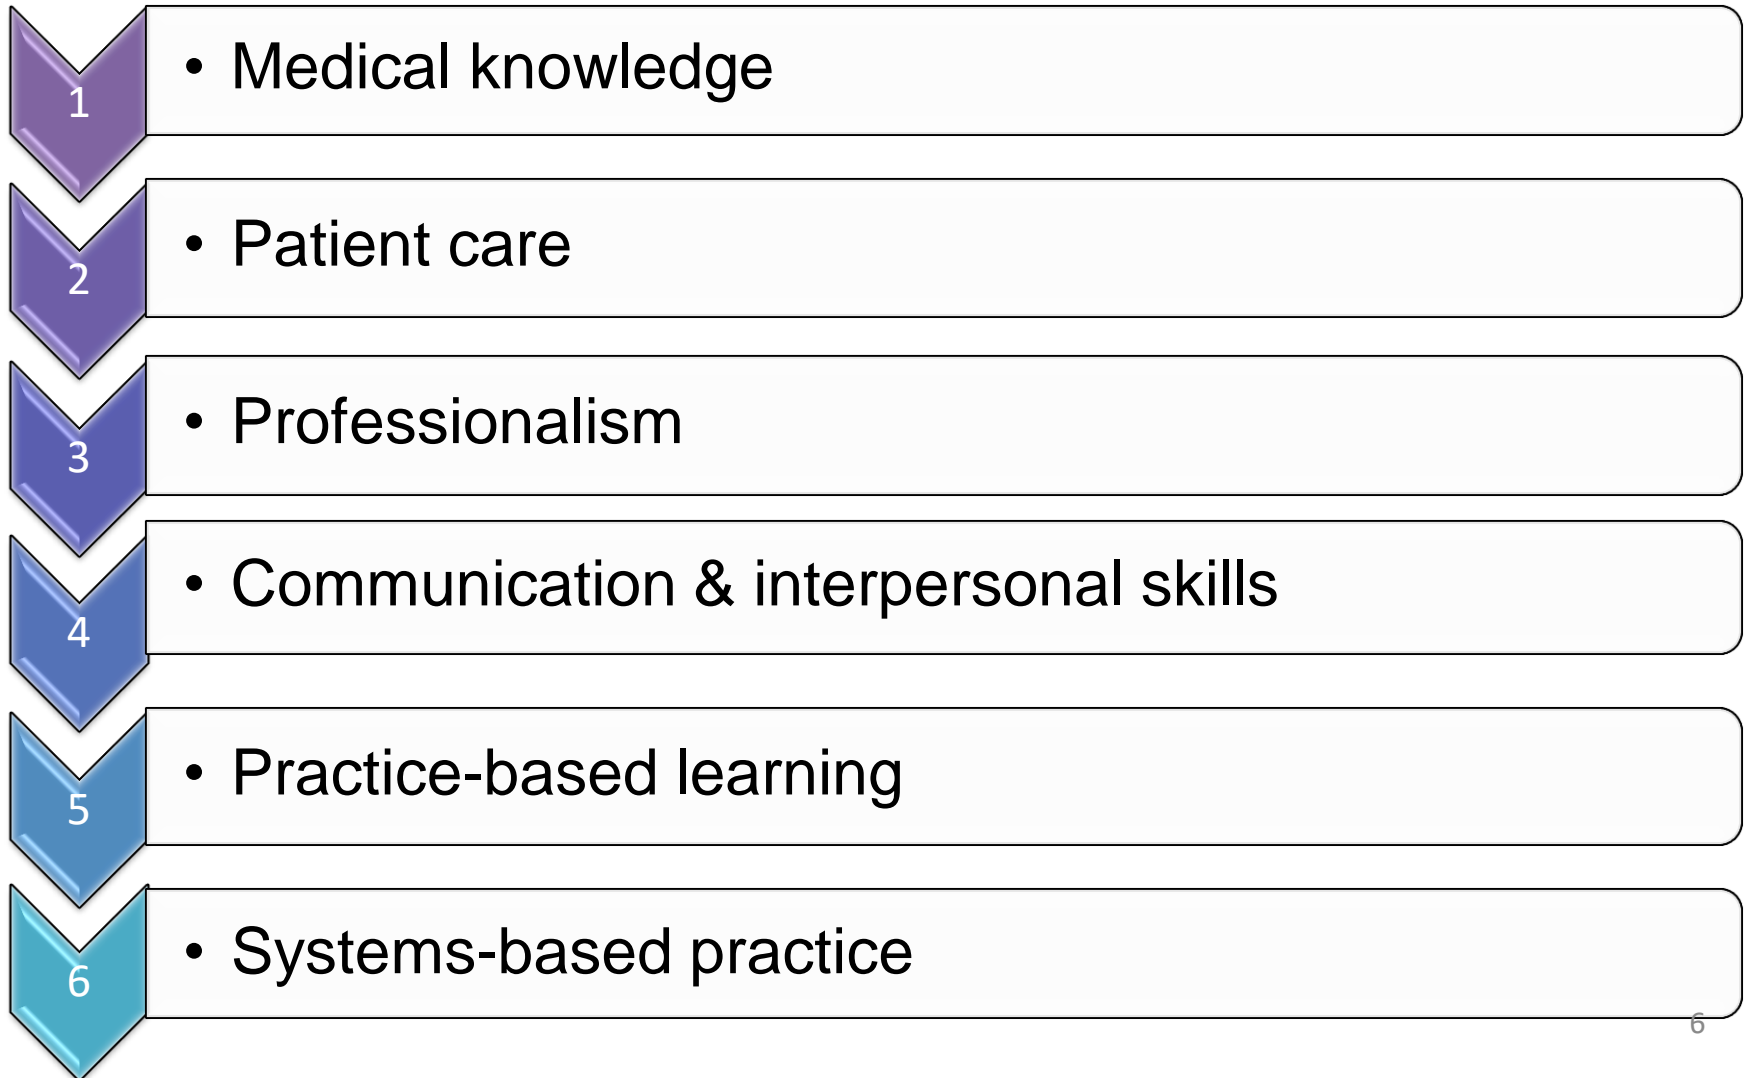 1
• Medical knowledge
2
• Patient care
3
• Professionalism
4
• Communication & interpersonal skills
5
• Practice-based learning
6
• Systems-based practice
6